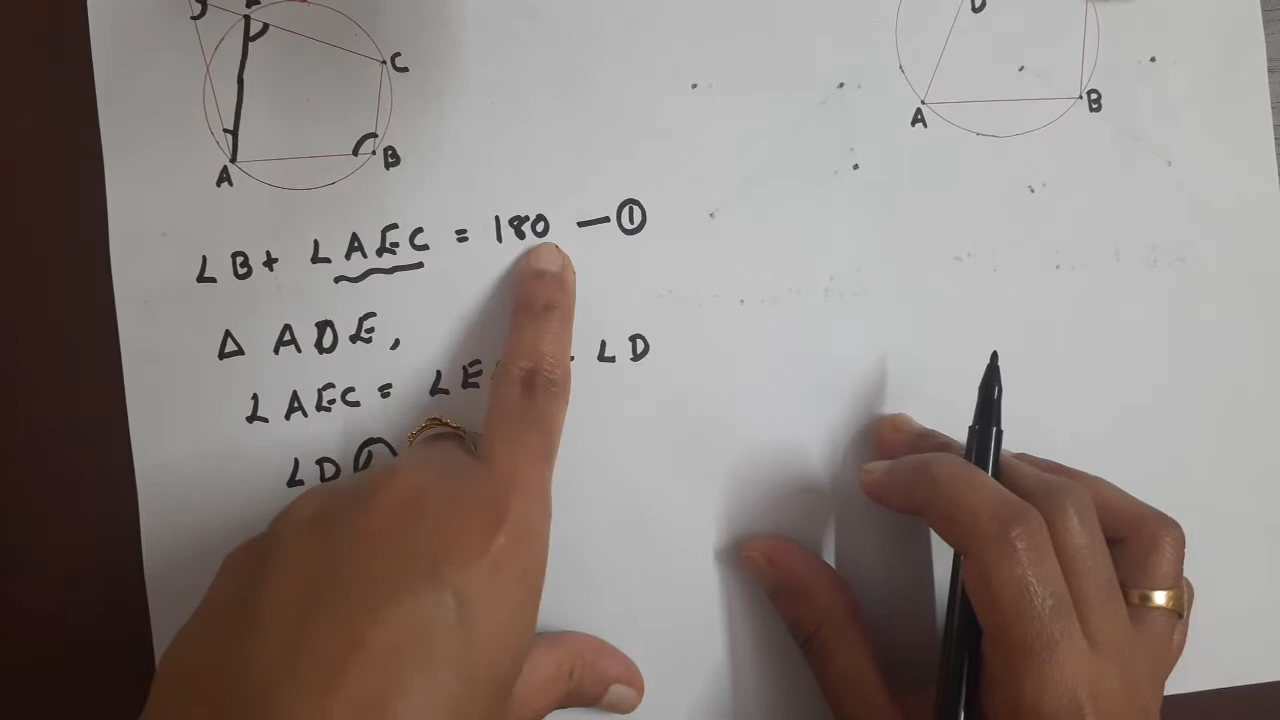 C
A
B
D
A
B
∠B + ∠AEC = 180 — ①
Δ ADE,
∠AEC = ∠D
∠D